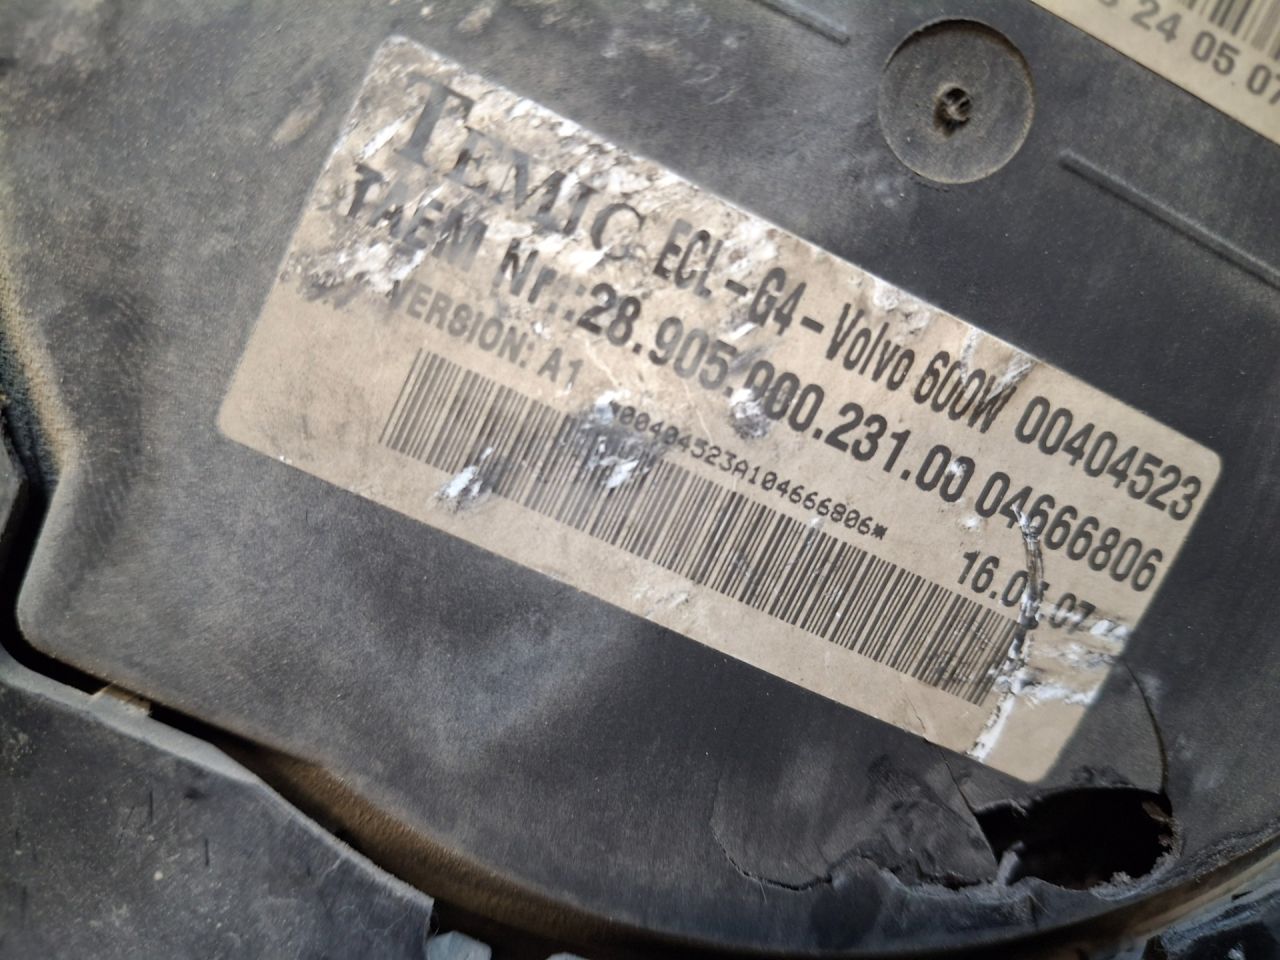 TEMIC ECL-G4-Volvo 600W 00404523
TAEM Nr.:28.905.900.231.00 04666806
VERSION: A1
*00404523A104666806*
24 05.07